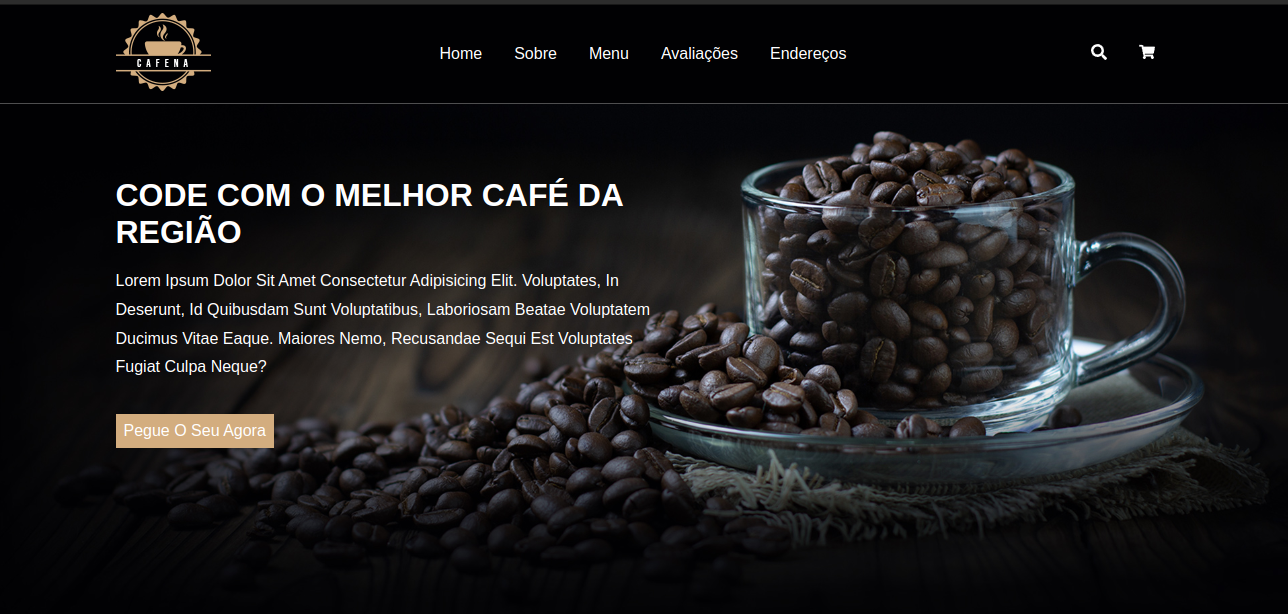 CAFENA
Home Sobre Menu Avaliações Endereços
CODE COM O MELHOR CAFÉ DA
REGIÃO
Lorem Ipsum Dolor Sit Amet Consectetur Adipisicing Elit. Voluptates, In
Deserunt, Id Quibusdam Sunt Voluptatibus, Laboriosam Beatae Voluptatem
Ducimus Vitae Eaque. Maiores Nemo, Recusandae Sequi Est Voluptates
Fugiat Culpa Neque?
Pegue O Seu Agora